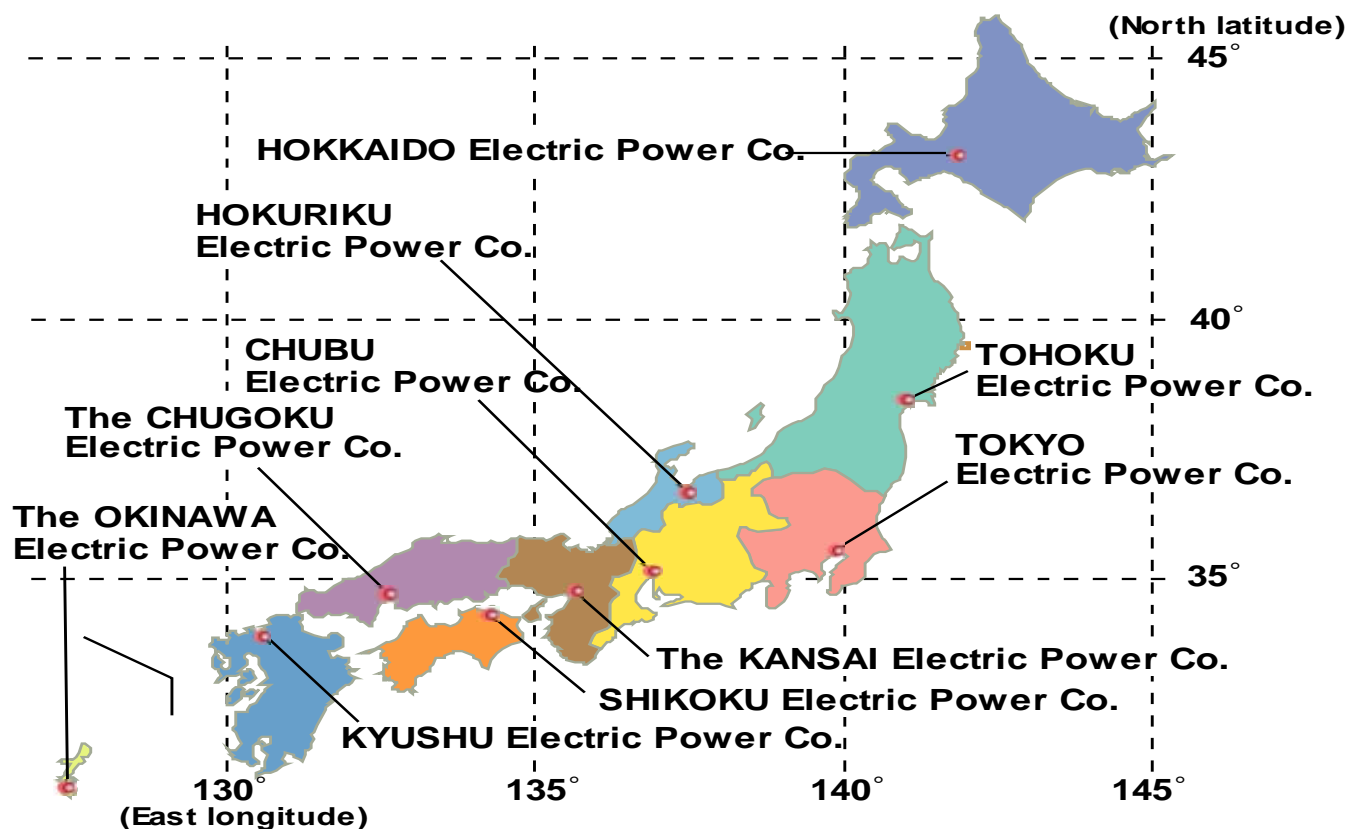 (North latitude)
45°
HOKKAIDO Electric Power Co.
HOKURIKU
Electric Power Co.
40°
CHUBU
Electric Power Co.
TOHOKU
Electric Power Co.
The CHUGOKU
Electric Power Co.
TOKYO
Electric Power Co.
The OKINAWA
Electric Power Co.
35°
The KANSAI Electric Power Co.
SHIKOKU Electric Power Co.
KYUSHU Electric Power Co.
130° 135° 140° 145°
(East longitude)